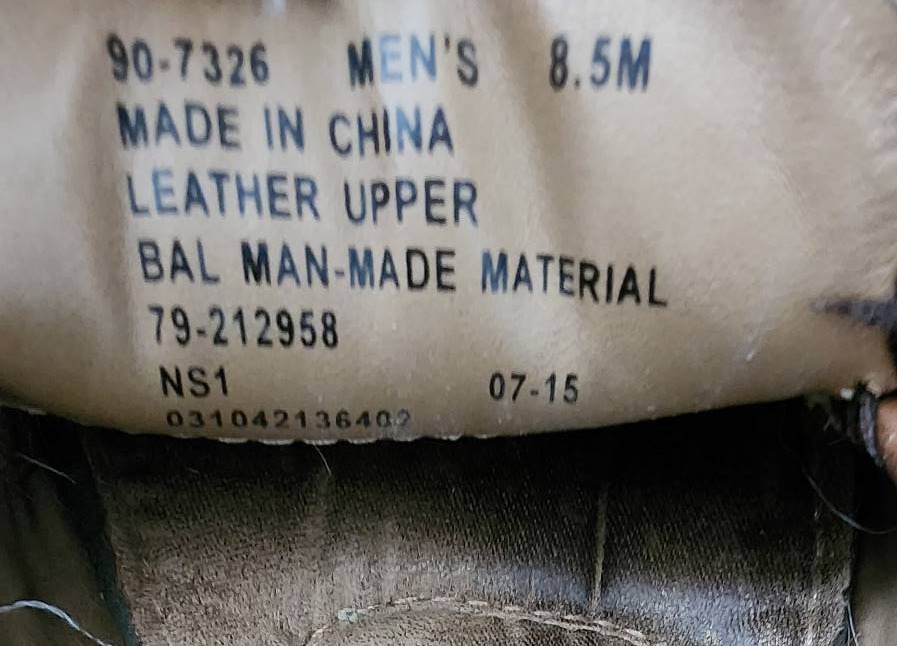 90-7326 MEN'S 8.5M
MADE IN CHINA
LEATHER UPPER
BAL MAN-MADE MATERIAL
79-212958
NS1 07-15
031042136402